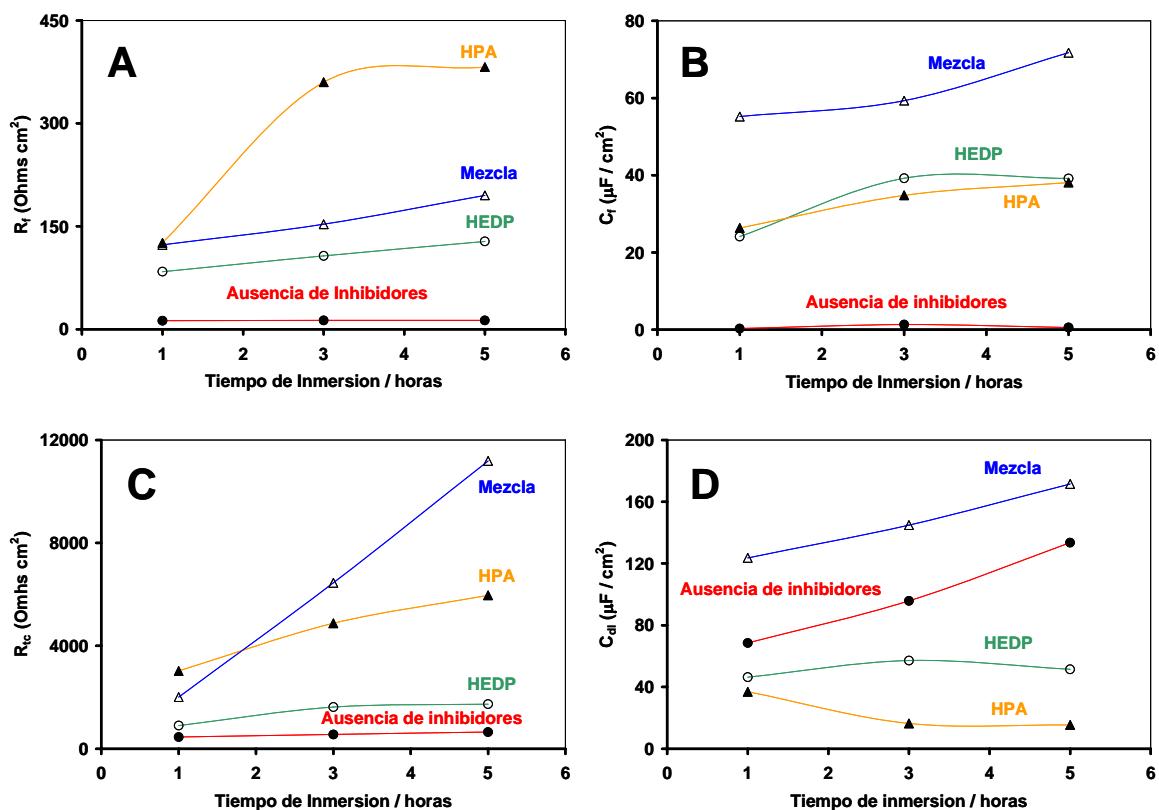 A
R_f (Ohms cm²)
450
300
150
0
HPA
Mezcla
HEDP
Ausencia de Inhibidores
0 1 2 3 4 5 6
Tiempo de Inmersion / horas
B
C_f (µF / cm²)
80
60
40
20
0
Mezcla
HEDP
HPA
Ausencia de inhibidores
0 1 2 3 4 5 6
Tiempo de Inmersion / horas
C
R_tc (Omhs cm²)
12000
8000
4000
0
Mezcla
HPA
HEDP
Ausencia de inhibidores
0 1 2 3 4 5 6
Tiempo de Inmersion / horas
D
C_dl (µF / cm²)
200
160
120
80
40
0
Mezcla
Ausencia de inhibidores
HEDP
HPA
0 1 2 3 4 5 6
Tiempo de inmersion / horas